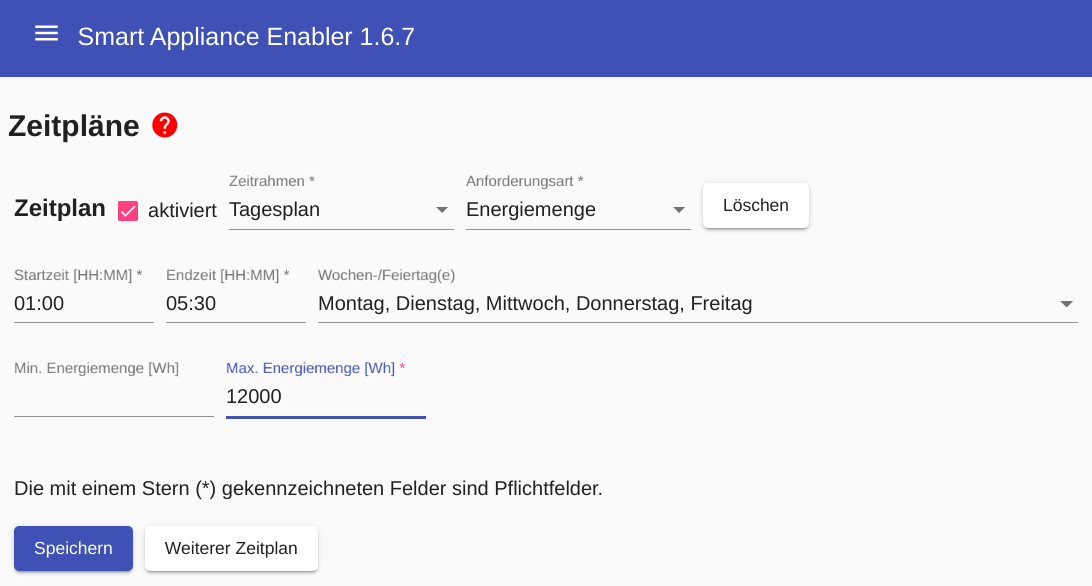 Smart Appliance Enabler 1.6.7
Zeitpläne
Zeitrahmen * Anforderungsart *
Zeitplan aktiviert Tagesplan Energiemenge Löschen
Startzeit [HH:MM] * Endzeit [HH:MM] * Wochen-/Feiertag(e)
01:00 05:30 Montag, Dienstag, Mittwoch, Donnerstag, Freitag
Min. Energiemenge [Wh] Max. Energiemenge [Wh] *
12000
Die mit einem Stern (*) gekennzeichneten Felder sind Pflichtfelder.
Speichern Weiterer Zeitplan